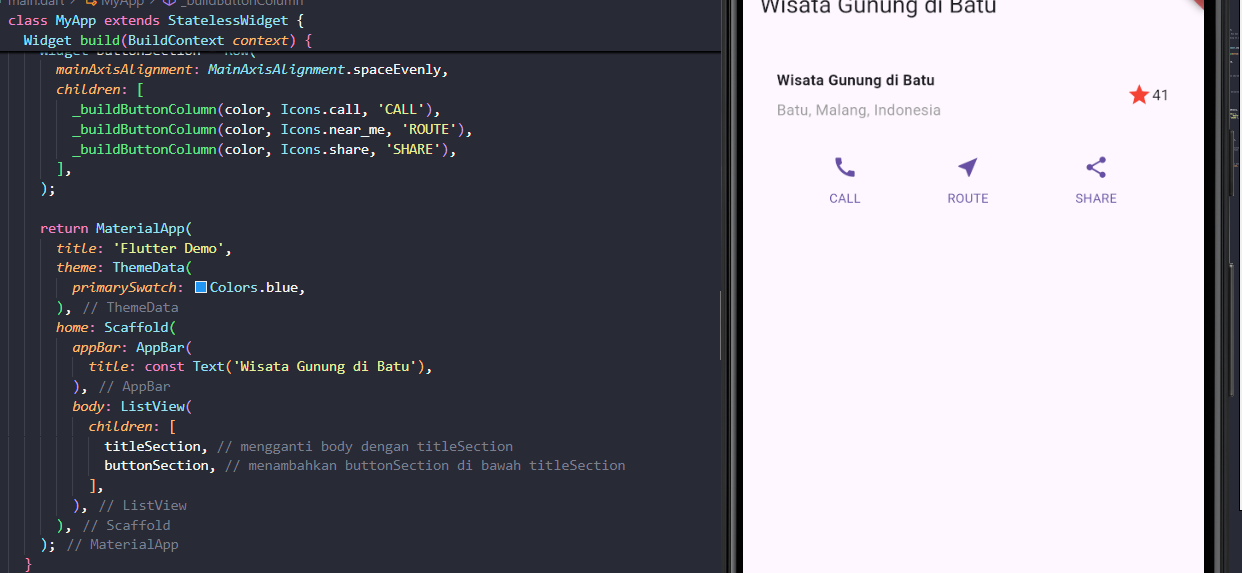 main.dart > MyApp > _buildButtonColumn
class MyApp extends StatelessWidget {
Widget build(BuildContext context) {
Widget buttonSection = Row(
mainAxisAlignment: MainAxisAlignment.spaceEvenly,
children: [
_buildButtonColumn(color, Icons.call, 'CALL'),
_buildButtonColumn(color, Icons.near_me, 'ROUTE'),
_buildButtonColumn(color, Icons.share, 'SHARE'),
],
);
return MaterialApp(
title: 'Flutter Demo',
theme: ThemeData(
primarySwatch: Colors.blue,
), // ThemeData
home: Scaffold(
appBar: AppBar(
title: const Text('Wisata Gunung di Batu'),
), // AppBar
body: ListView(
children: [
titleSection, // mengganti body dengan titleSection
buttonSection, // menambahkan buttonSection di bawah titleSection
],
), // ListView
), // Scaffold
); // MaterialApp
}
Wisata Gunung di Batu
Wisata Gunung di Batu
Batu, Malang, Indonesia
41
CALL
ROUTE
SHARE